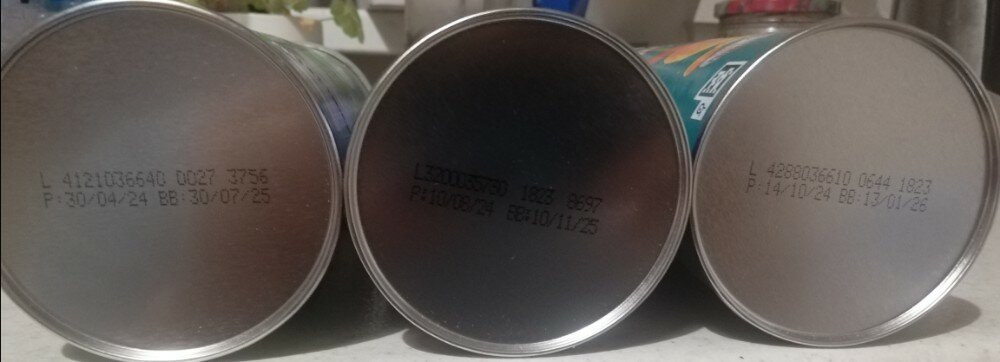 L 4121036640 0027 3756
P:30/04/24 BB:30/07/25
L3200035730 1823 8697
P:10/08/24 BB:10/11/25
L 4288036610 0644 1823
P:14/10/24 BB:13/01/26